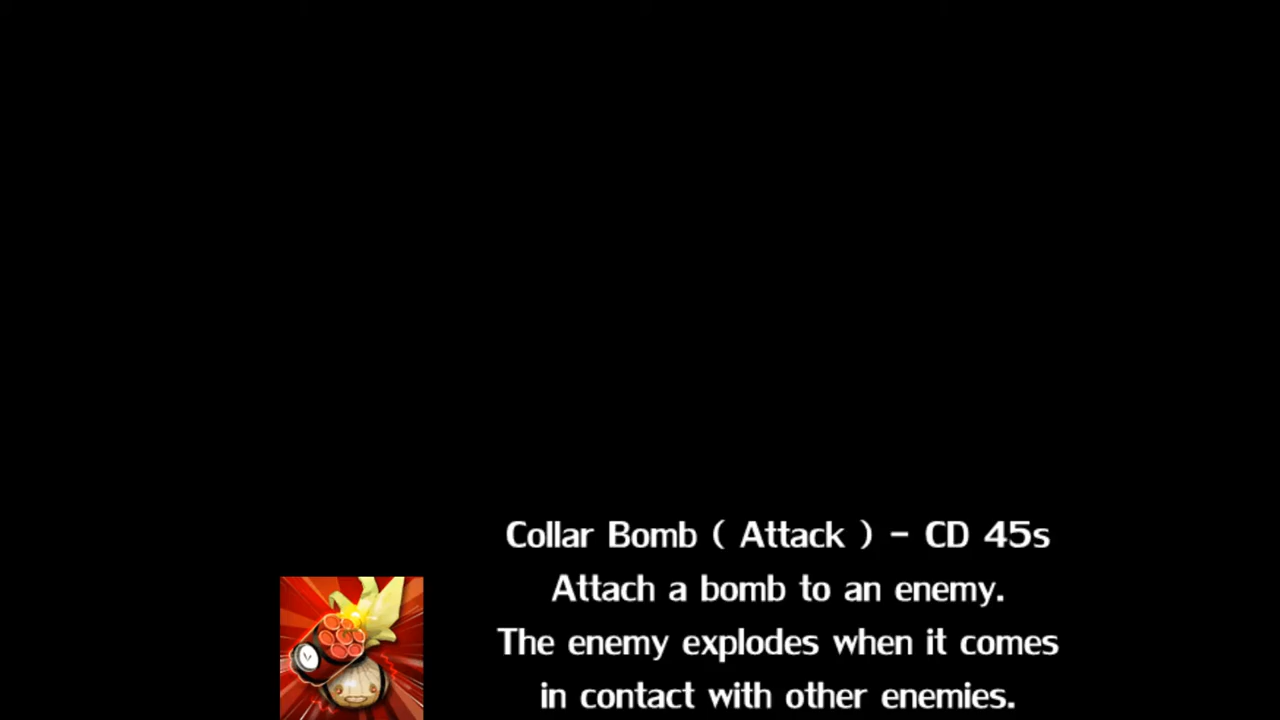 Collar Bomb ( Attack ) - CD 45s
Attach a bomb to an enemy.
The enemy explodes when it comes
in contact with other enemies.